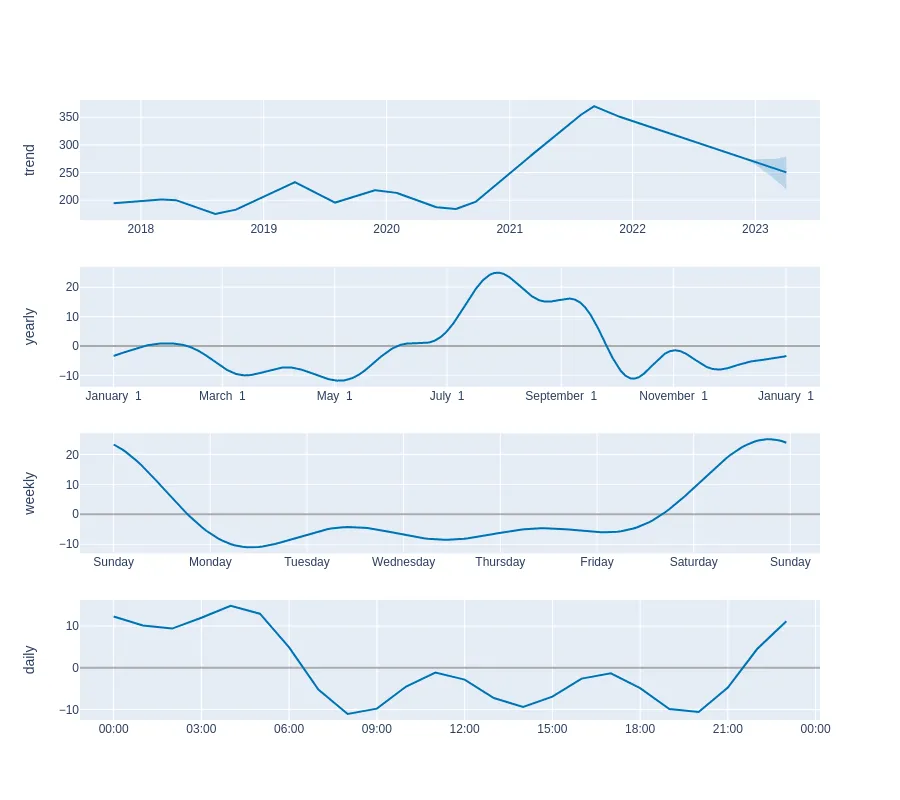 trend
350
300
250
200
2018 2019 2020 2021 2022 2023
yearly
20
10
0
−10
January 1 March 1 May 1 July 1 September 1 November 1 January 1
weekly
20
10
0
−10
Sunday Monday Tuesday Wednesday Thursday Friday Saturday Sunday
daily
10
0
−10
00:00 03:00 06:00 09:00 12:00 15:00 18:00 21:00 00:00